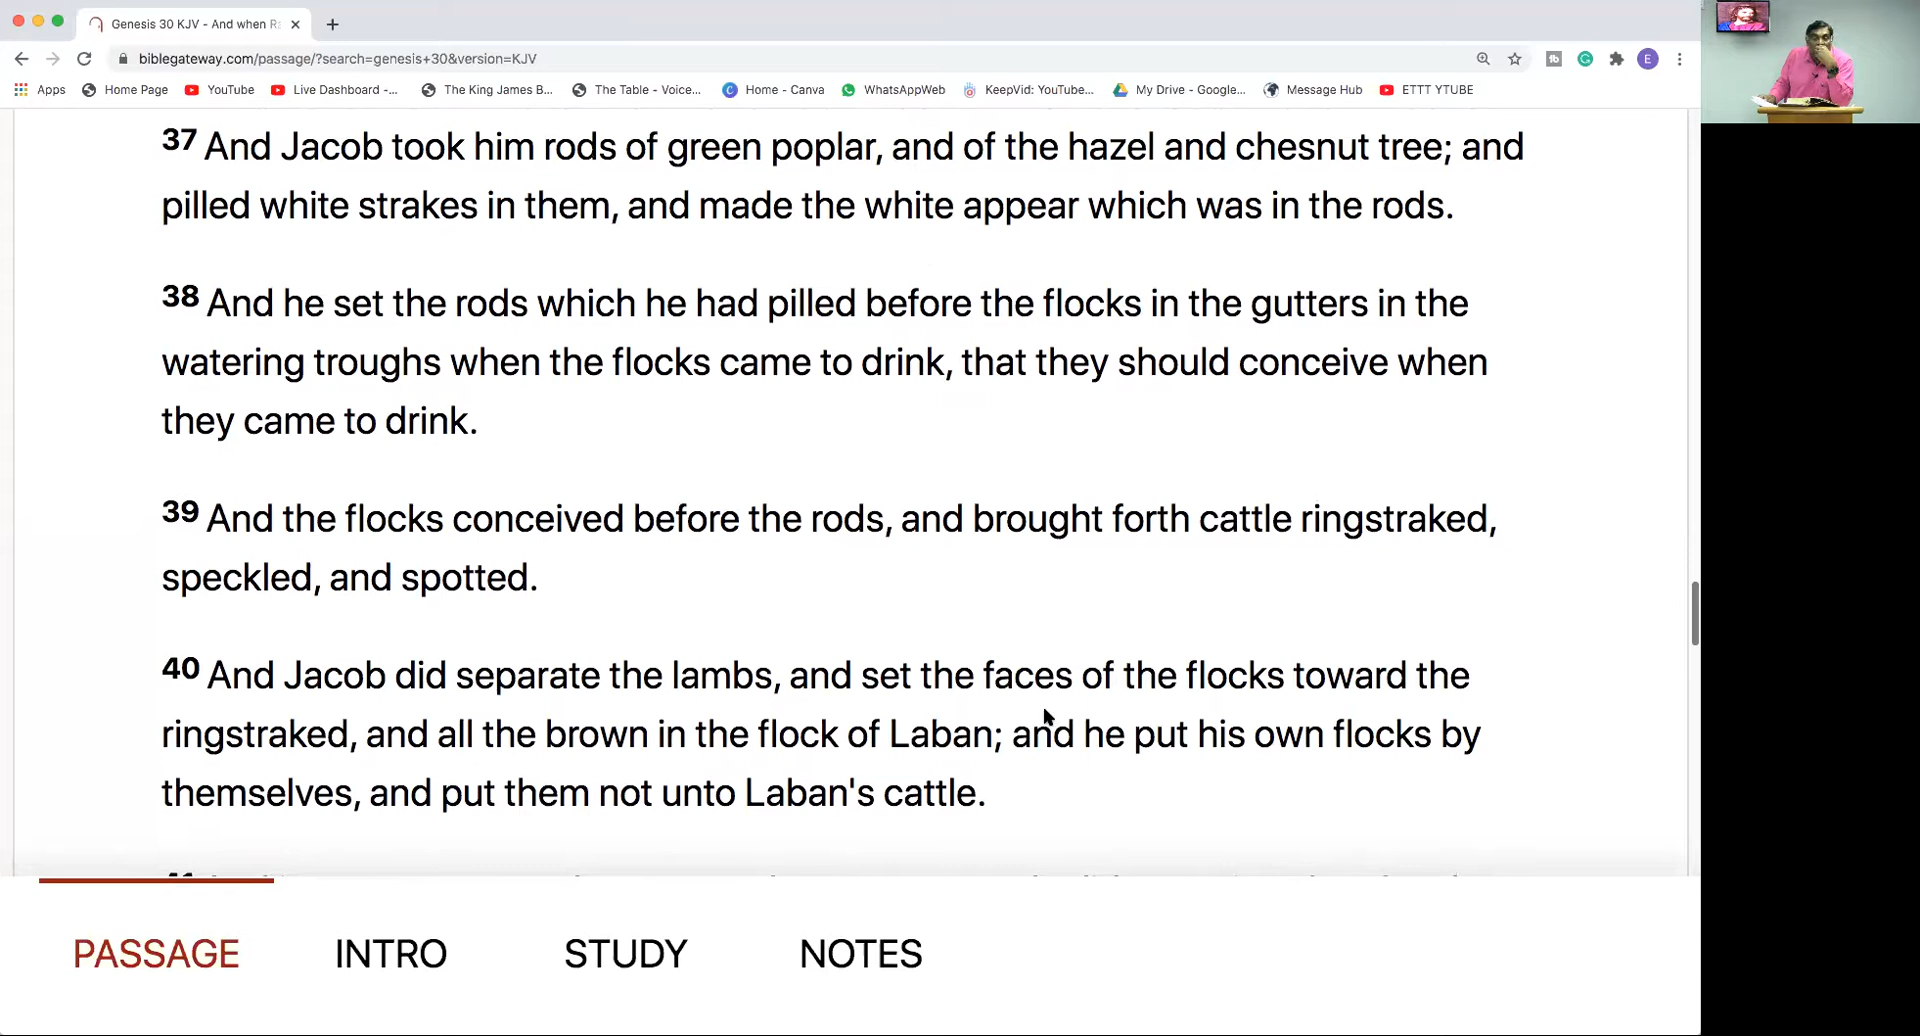 Genesis 30 KJV - And when Ra
biblegateway.com/passage/?search=genesis+30&version=KJV
E
Apps Home Page YouTube Live Dashboard -... The King James B... The Table - Voice... Home - Canva WhatsAppWeb KeepVid: YouTube... My Drive - Google... Message Hub ETTT YTUBE
37 And Jacob took him rods of green poplar, and of the hazel and chesnut tree; and
pilled white strakes in them, and made the white appear which was in the rods.
38 And he set the rods which he had pilled before the flocks in the gutters in the
watering troughs when the flocks came to drink, that they should conceive when
they came to drink.
39 And the flocks conceived before the rods, and brought forth cattle ringstraked,
speckled, and spotted.
40 And Jacob did separate the lambs, and set the faces of the flocks toward the
ringstraked, and all the brown in the flock of Laban; and he put his own flocks by
themselves, and put them not unto Laban's cattle.
PASSAGE INTRO STUDY NOTES